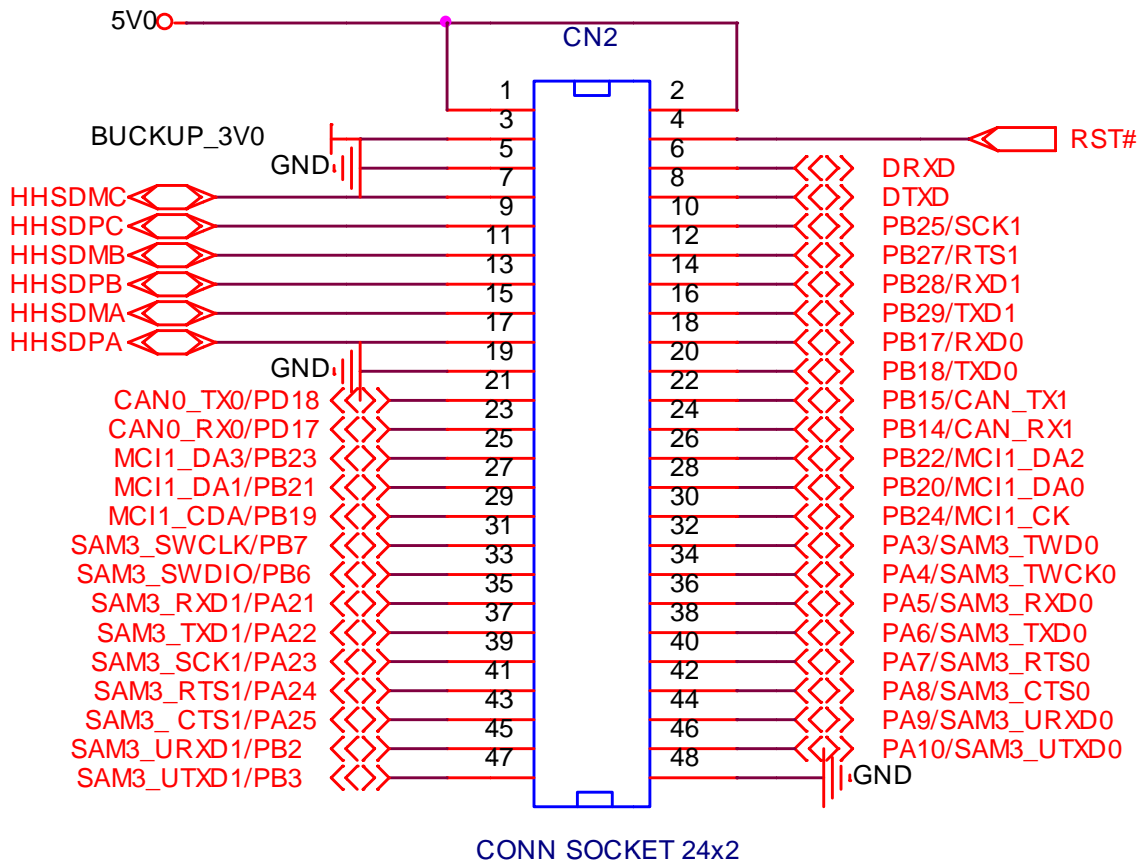 5V0
CN2
1 2
3 4
BUCKUP_3V0 RST#
5 6
GND DRXD
7 8
HHSDMC DTXD
9 10
HHSDPC PB25/SCK1
11 12
HHSDMB PB27/RTS1
13 14
HHSDPB PB28/RXD1
15 16
HHSDMA PB29/TXD1
17 18
HHSDPA PB17/RXD0
19 20
GND PB18/TXD0
21 22
CAN0_TX0/PD18 PB15/CAN_TX1
23 24
CAN0_RX0/PD17 PB14/CAN_RX1
25 26
MCI1_DA3/PB23 PB22/MCI1_DA2
27 28
MCI1_DA1/PB21 PB20/MCI1_DA0
29 30
MCI1_CDA/PB19 PB24/MCI1_CK
31 32
SAM3_SWCLK/PB7 PA3/SAM3_TWD0
33 34
SAM3_SWDIO/PB6 PA4/SAM3_TWCK0
35 36
SAM3_RXD1/PA21 PA5/SAM3_RXD0
37 38
SAM3_TXD1/PA22 PA6/SAM3_TXD0
39 40
SAM3_SCK1/PA23 PA7/SAM3_RTS0
41 42
SAM3_RTS1/PA24 PA8/SAM3_CTS0
43 44
SAM3_CTS1/PA25 PA9/SAM3_URXD0
45 46
SAM3_URXD1/PB2 PA10/SAM3_UTXD0
47 48
SAM3_UTXD1/PB3 GND
CONN SOCKET 24x2